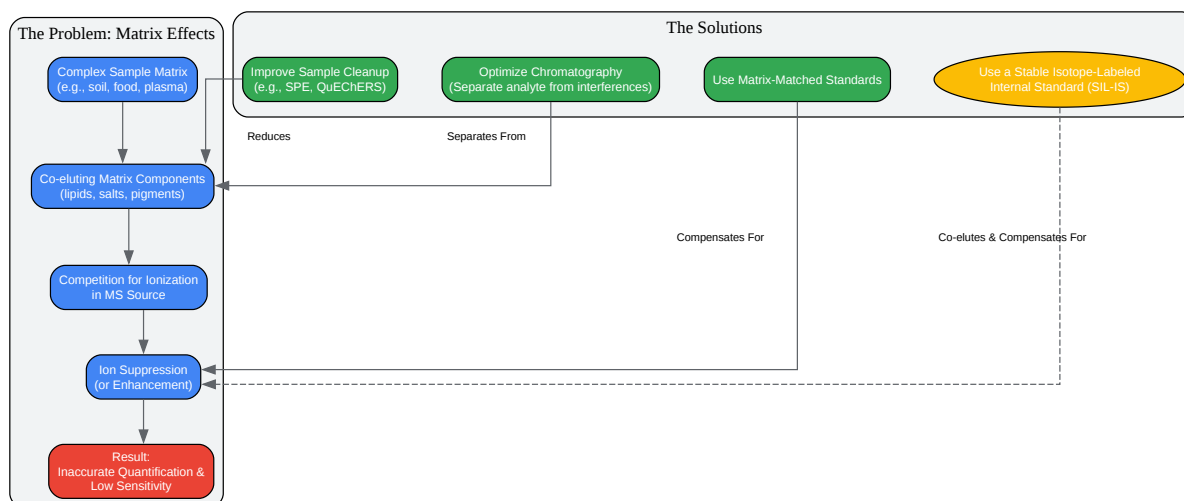 The Problem: Matrix Effects
The Solutions
Complex Sample Matrix
(e.g., soil, food, plasma)
Improve Sample Cleanup
(e.g., SPE, QuEChERS)
Optimize Chromatography
(Separate analyte from interferences)
Use Matrix-Matched Standards
Use a Stable Isotope-Labeled
Internal Standard (SIL-IS)
Reduces
Separates From
Co-eluting Matrix Components
(lipids, salts, pigments)
Compensates For
Co-elutes & Compensates For
Competition for Ionization
in MS Source
Ion Suppression
(or Enhancement)
Result:
Inaccurate Quantification &
Low Sensitivity